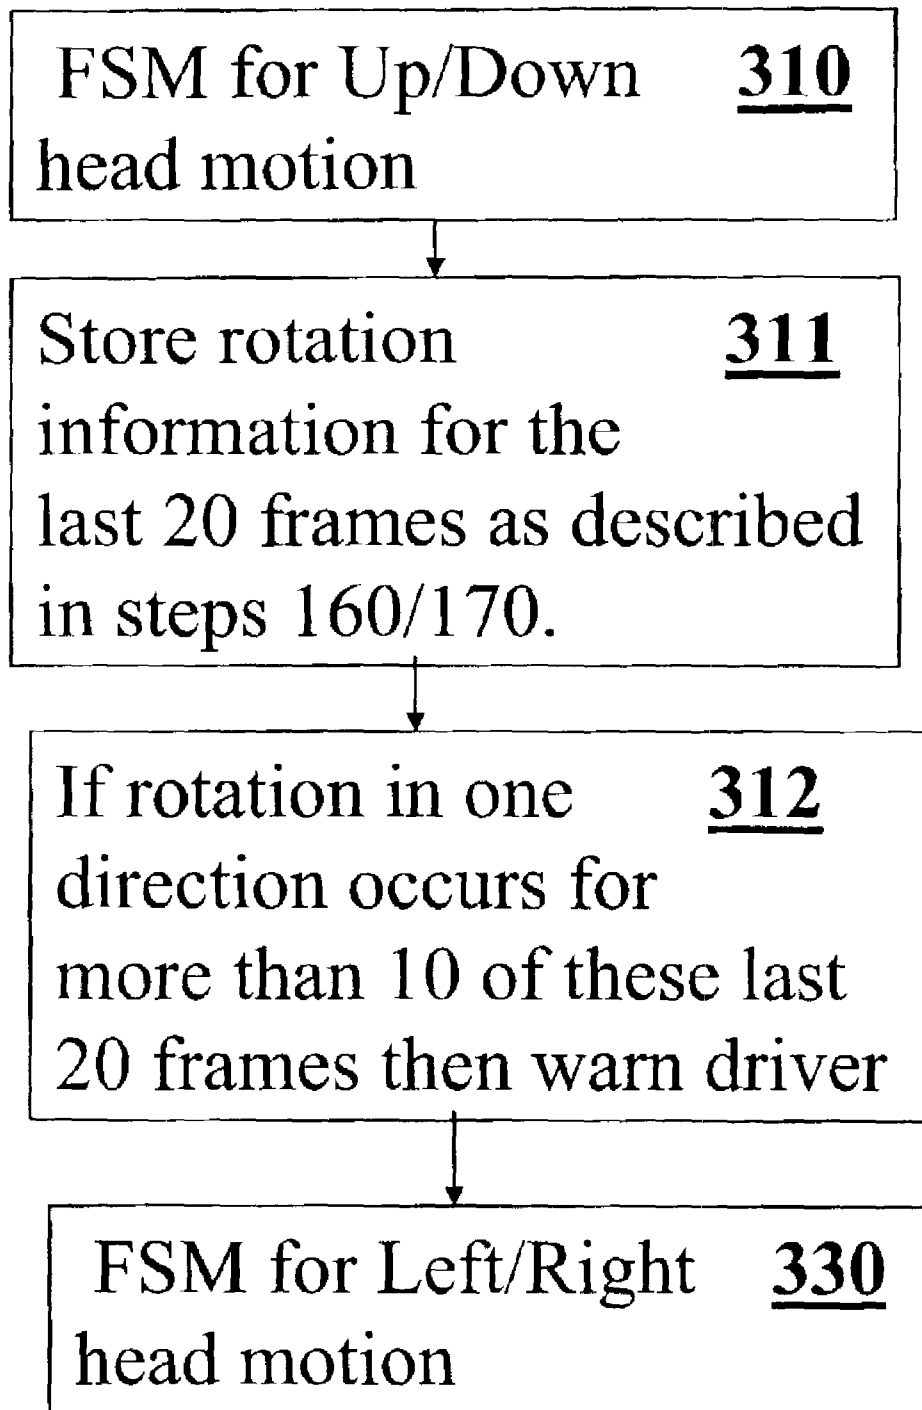 FSM for Up/Down 310
head motion
Store rotation 311
information for the
last 20 frames as described
in steps 160/170.
If rotation in one 312
direction occurs for
more than 10 of these last
20 frames then warn driver
FSM for Left/Right 330
head motion